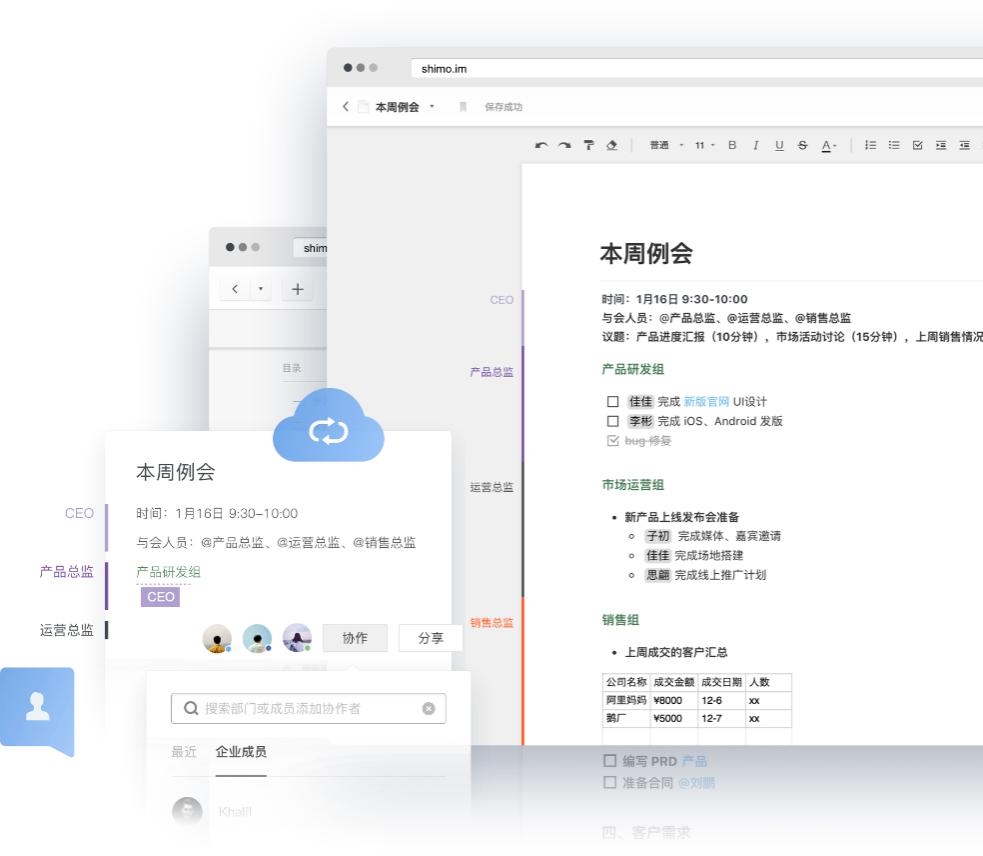 shimo.im
本周例会
保存成功
普通 11 B I U S A
本周例会
CEO
时间：1月16日 9:30-10:00
与会人员：@产品总监、@运营总监、@销售总监
议题：产品进度汇报（10分钟），市场活动讨论（15分钟），上周销售情况
产品总监
产品研发组
佳佳 完成 新版官网 UI设计
李彬 完成 iOS、Android 发版
bug 修复
运营总监
市场运营组
新产品上线发布会准备
子初 完成媒体、嘉宾邀请
佳佳 完成场地搭建
思翩 完成线上推广计划
销售总监
销售组
上周成交的客户汇总
公司名称 成交金额 成交日期 人数
阿里妈妈 ¥8000 12-6 xx
鹅厂 ¥5000 12-7 xx
编写 PRD 产品
准备合同 @刘鹏
四、客户需求
shim
目录
本周例会
CEO
时间：1月16日 9:30–10:00
与会人员：@产品总监、@运营总监、@销售总监
产品总监
产品研发组
CEO
运营总监
协作
分享
搜索部门或成员添加协作者
最近 企业成员
Khalil